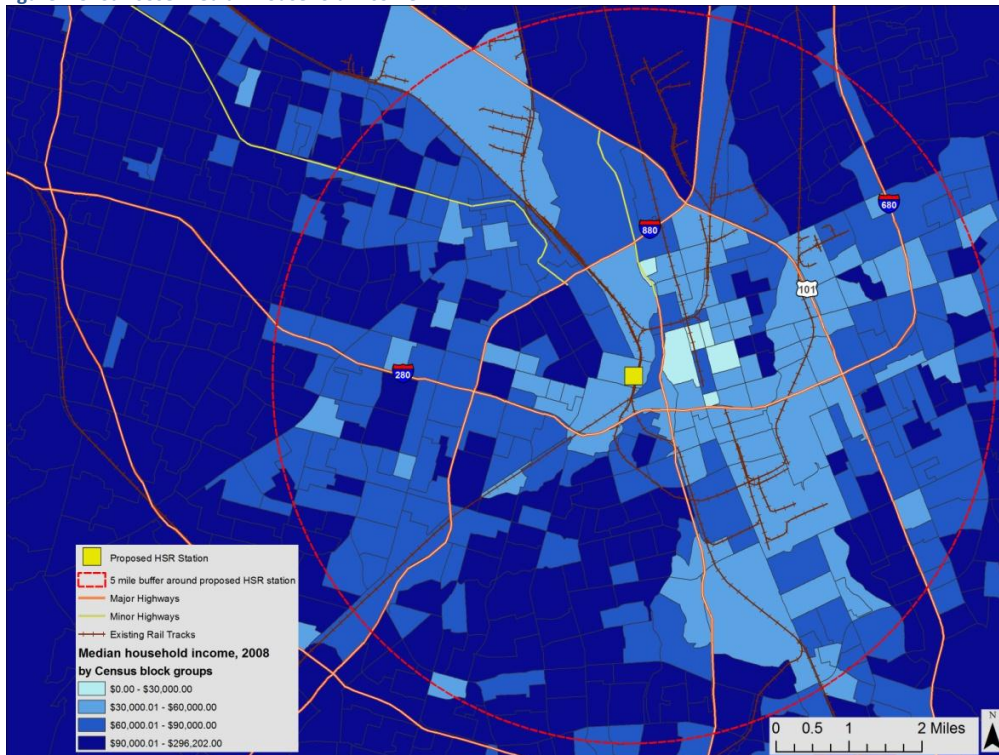 880
680
101
280
Proposed HSR Station
5 mile buffer around proposed HSR station
Major Highways
Minor Highways
Existing Rail Tracks
Median household income, 2008
by Census block groups
$0.00 - $30,000.00
$30,000.01 - $60,000.00
$60,000.01 - $90,000.00
$90,000.01 - $296,202.00
0 0.5 1 2 Miles
N